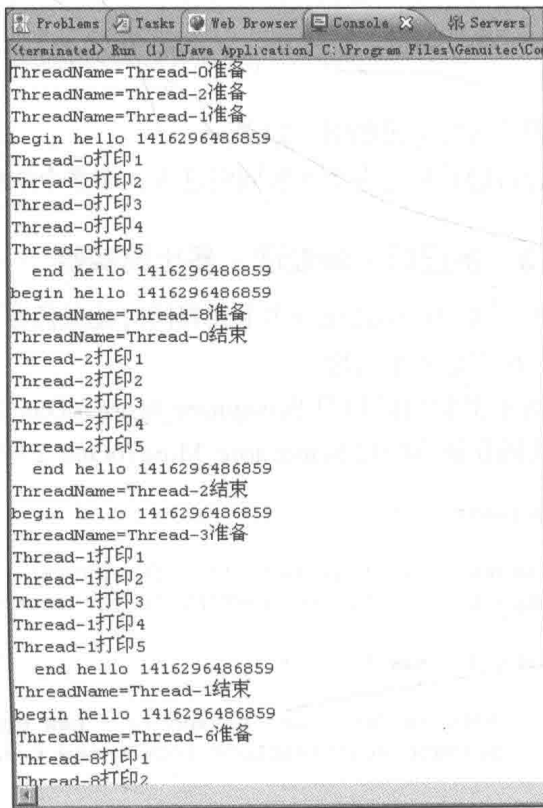 Problems Tasks Web Browser Console Servers
<terminated> Run (1) [Java Application] C:\Program Files\Genuitec\Co
ThreadName=Thread-0准备
ThreadName=Thread-2准备
ThreadName=Thread-1准备
begin hello 1416296486859
Thread-0打印1
Thread-0打印2
Thread-0打印3
Thread-0打印4
Thread-0打印5
end hello 1416296486859
begin hello 1416296486859
ThreadName=Thread-8准备
ThreadName=Thread-0结束
Thread-2打印1
Thread-2打印2
Thread-2打印3
Thread-2打印4
Thread-2打印5
end hello 1416296486859
ThreadName=Thread-2结束
begin hello 1416296486859
ThreadName=Thread-3准备
Thread-1打印1
Thread-1打印2
Thread-1打印3
Thread-1打印4
Thread-1打印5
end hello 1416296486859
ThreadName=Thread-1结束
begin hello 1416296486859
ThreadName=Thread-6准备
Thread-8打印1
Thread-8打印2